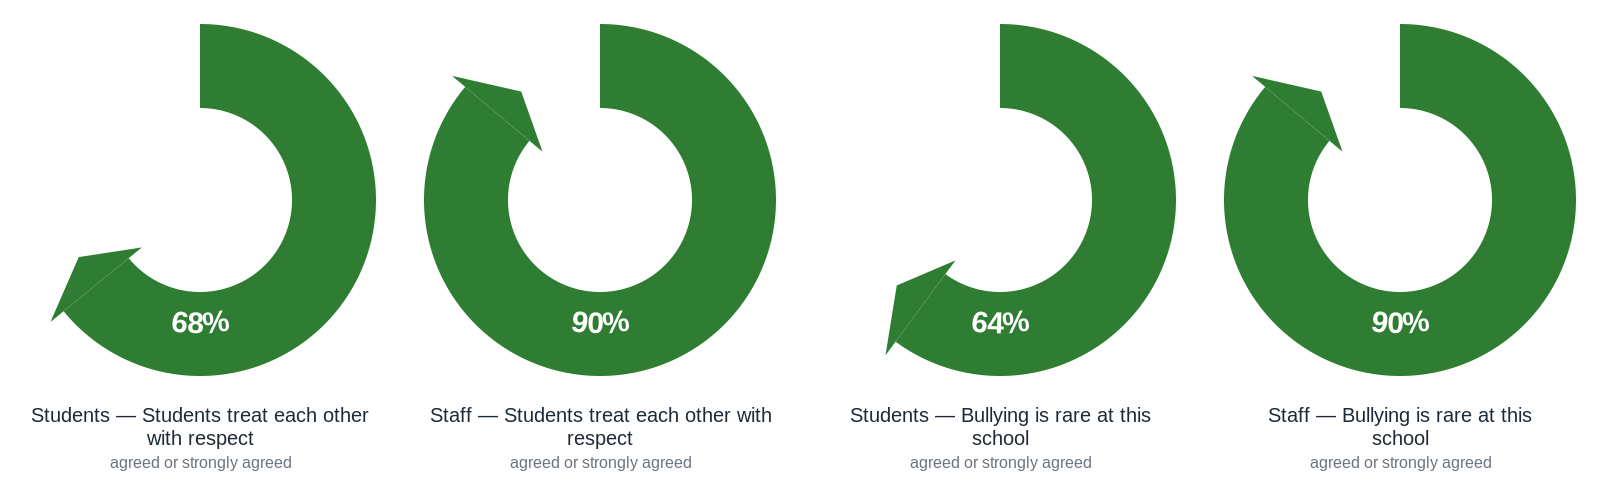 68%
90%
64%
90%
Students — Students treat each other
with respect
agreed or strongly agreed
Staff — Students treat each other with
respect
agreed or strongly agreed
Students — Bullying is rare at this
school
agreed or strongly agreed
Staff — Bullying is rare at this
school
agreed or strongly agreed